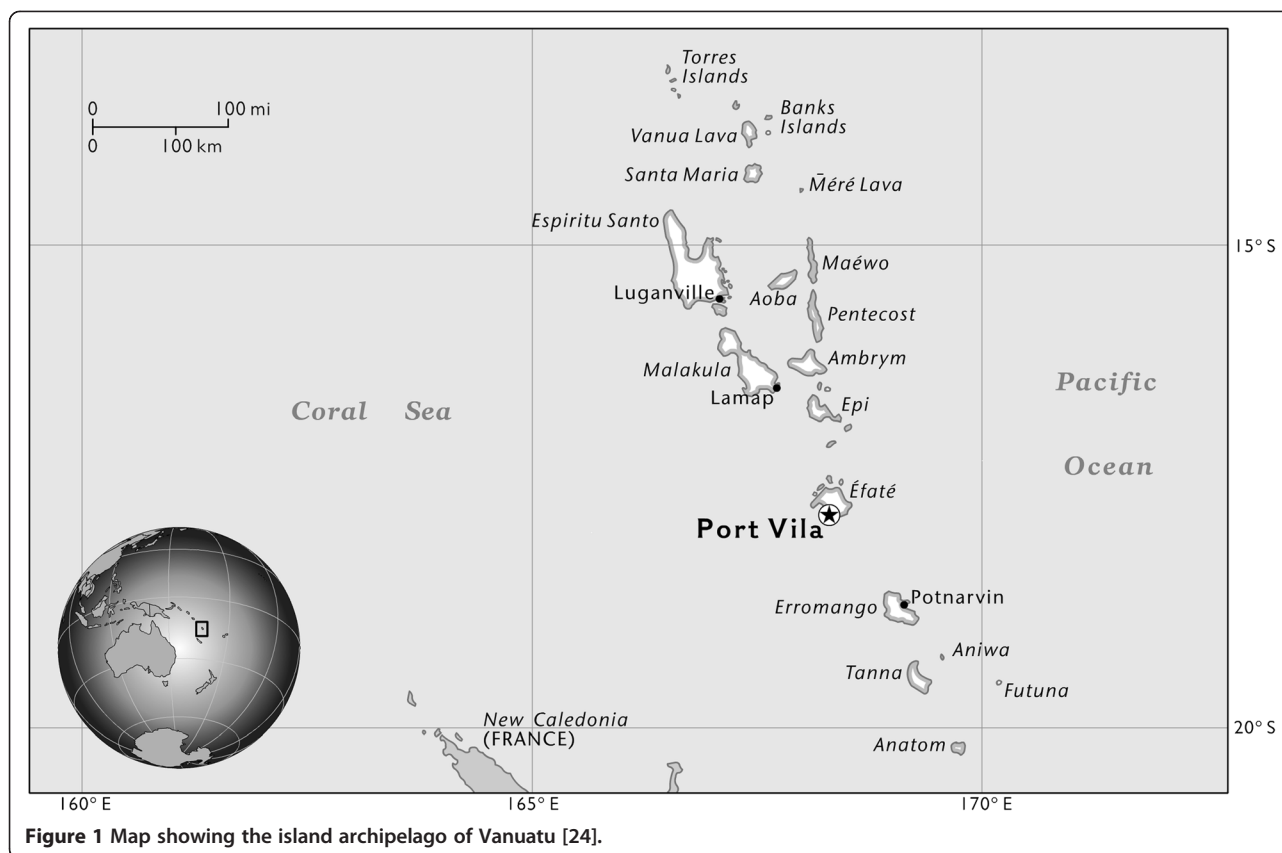 Torres
Islands
0 100 mi
0 100 km
Banks
Islands
Vanua Lava
Santa Maria
M̄éré Lava
Espiritu Santo
15° S
Maéwo
Luganville
Aoba
Pentecost
Ambrym
Malakula
Lamap
Epi
Pacific
Ocean
Coral Sea
Éfaté
Port Vila
Erromango
Potnarvin
Aniwa
Tanna
Futuna
New Caledonia
(FRANCE)
20° S
Anatom
160° E 165° E 170° E
Figure 1 Map showing the island archipelago of Vanuatu [24].